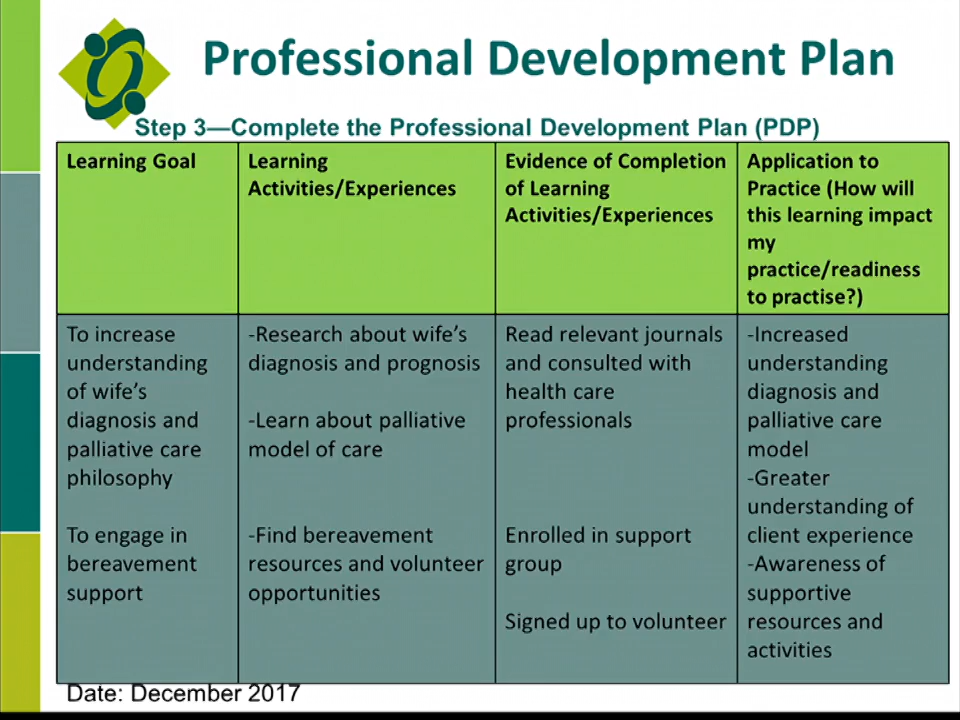 Professional Development Plan
Step 3—Complete the Professional Development Plan (PDP)
Learning Goal
Learning
Activities/Experiences
Evidence of Completion
of Learning
Activities/Experiences
Application to
Practice (How will
this learning impact
my
practice/readiness
to practise?)
To increase
understanding
of wife's
diagnosis and
palliative care
philosophy
To engage in
bereavement
support
-Research about wife's
diagnosis and prognosis
-Learn about palliative
model of care
-Find bereavement
resources and volunteer
opportunities
Read relevant journals
and consulted with
health care
professionals
Enrolled in support
group
Signed up to volunteer
-Increased
understanding
diagnosis and
palliative care
model
-Greater
understanding of
client experience
-Awareness of
supportive
resources and
activities
Date: December 2017